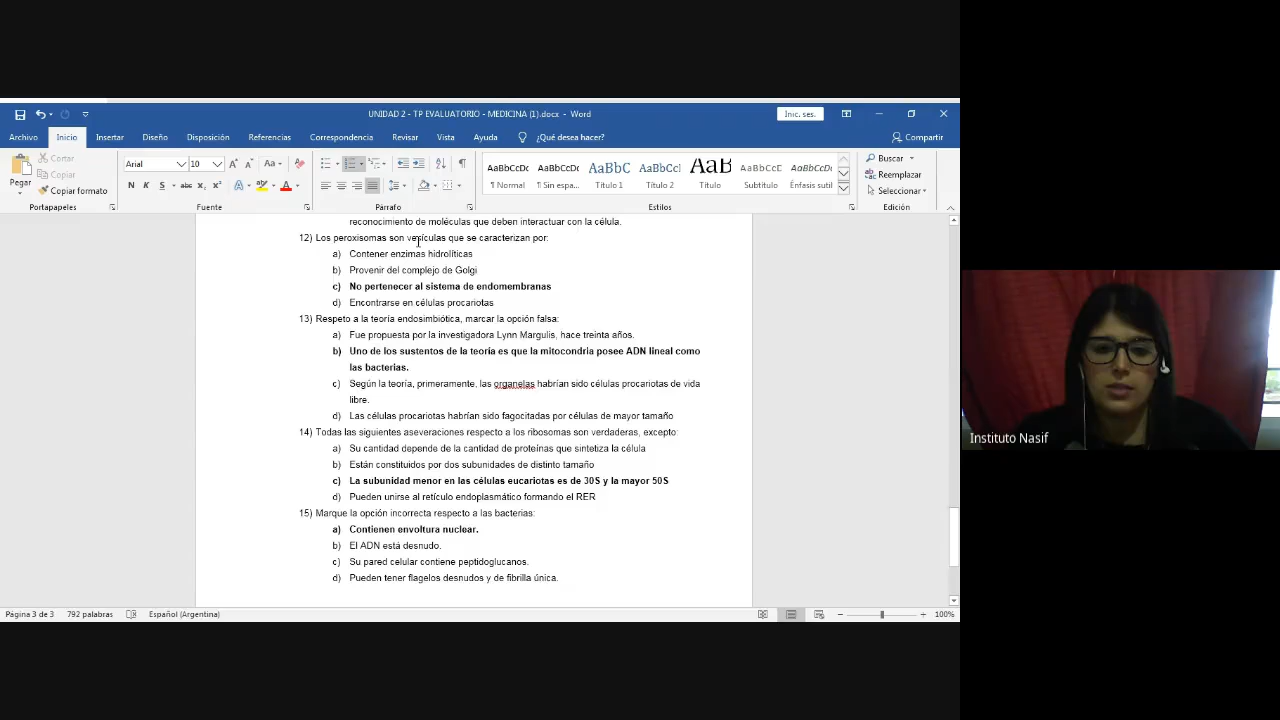 UNIDAD 2 - TP EVALUATORIO - MEDICINA (1).docx - Word
Inic. ses.
Archivo Inicio Insertar Diseño Disposición Referencias Correspondencia Revisar Vista Ayuda ¿Qué desea hacer? Compartir
Pegar
Cortar
Copiar
Copiar formato
Portapapeles
Arial 10
N K S abc x₂ x²
Fuente
Párrafo
AaBbCcDc AaBbCcDc AaBbC AaBbCcI AaB AaBbCcD AaBbCcDc
¶ Normal ¶ Sin espa... Título 1 Título 2 Título Subtítulo Énfasis sutil
Estilos
Buscar
Reemplazar
Seleccionar
Edición
reconocimiento de moléculas que deben interactuar con la célula.
12) Los peroxisomas son vesículas que se caracterizan por:
a) Contener enzimas hidrolíticas
b) Provenir del complejo de Golgi
c) No pertenecer al sistema de endomembranas
d) Encontrarse en células procariotas
13) Respeto a la teoría endosimbiótica, marcar la opción falsa:
a) Fue propuesta por la investigadora Lynn Margulis, hace treinta años.
b) Uno de los sustentos de la teoría es que la mitocondria posee ADN lineal como
las bacterias.
c) Según la teoría, primeramente, las organelas habrían sido células procariotas de vida
libre.
d) Las células procariotas habrían sido fagocitadas por células de mayor tamaño
14) Todas las siguientes aseveraciones respecto a los ribosomas son verdaderas, excepto:
a) Su cantidad depende de la cantidad de proteínas que sintetiza la célula
b) Están constituidos por dos subunidades de distinto tamaño
c) La subunidad menor en las células eucariotas es de 30S y la mayor 50S
d) Pueden unirse al retículo endoplasmático formando el RER
15) Marque la opción incorrecta respecto a las bacterias:
a) Contienen envoltura nuclear.
b) El ADN está desnudo.
c) Su pared celular contiene peptidoglucanos.
d) Pueden tener flagelos desnudos y de fibrilla única.
Página 3 de 3 792 palabras Español (Argentina) 100%
Instituto Nasif